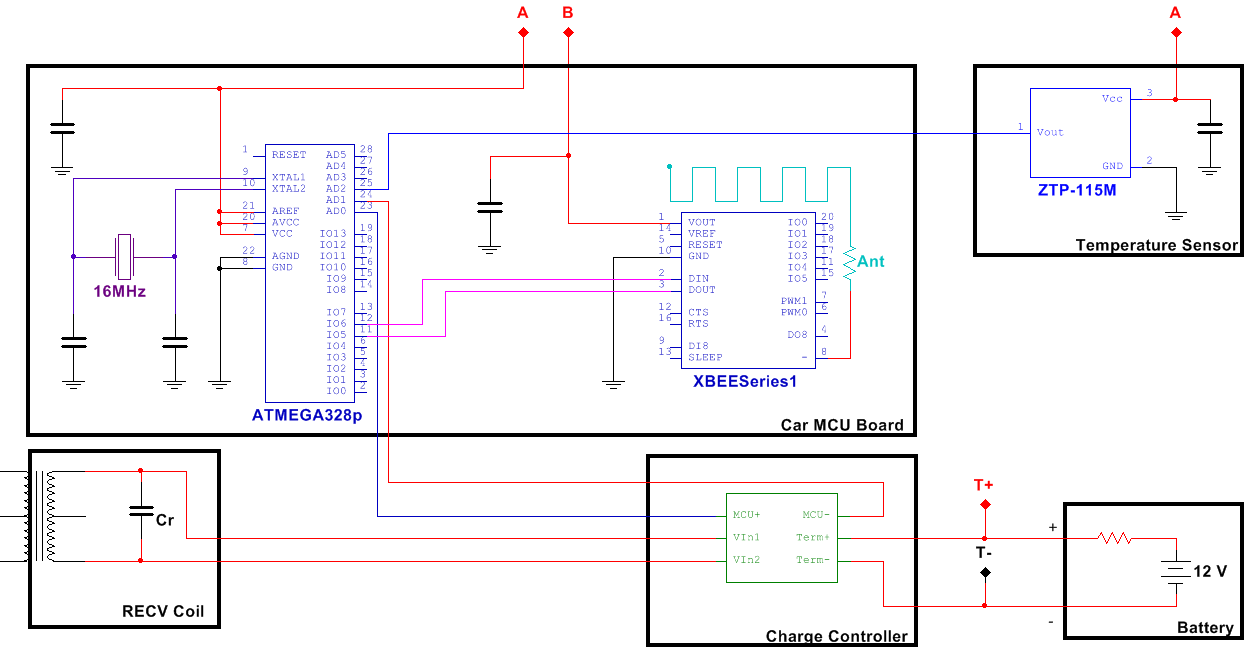 A B A
1 RESET AD5 28
AD4 27
9 XTAL1 AD3 26
10 XTAL2 AD2 25
AD1 24
21 AREF AD0 23
20 AVCC
7 VCC IO13 19
IO12 18
22 AGND IO11 17
8 GND IO10 16
IO9 15
IO8 14
IO7 13
IO6 12
IO5 11
IO4 6
IO3 5
IO2 4
IO1 3
IO0 2
ATMEGA328p
16MHz
1 VOUT IO0 20
14 VREF IO1 19
5 RESET IO2 18
10 GND IO3 17
IO4 11
2 DIN IO5 15
3 DOUT
PWM1 7
12 CTS PWM0 6
16 RTS
DO8 4
9 DI8
13 SLEEP - 8
XBEESeries1
Ant
Car MCU Board
Vcc 3
1 Vout
GND 2
ZTP-115M
Temperature Sensor
Cr
RECV Coil
MCU+ MCU-
VIn1 Term+
VIn2 Term-
Charge Controller
T+
T-
+
-
12 V
Battery